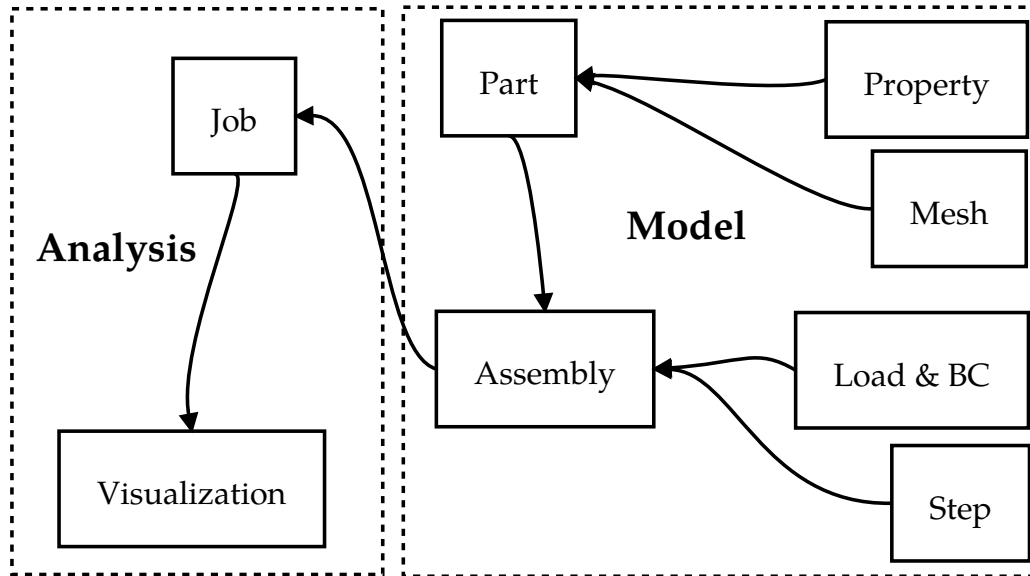 Part
Property
Job
Mesh
Analysis
Model
Assembly
Load & BC
Visualization
Step